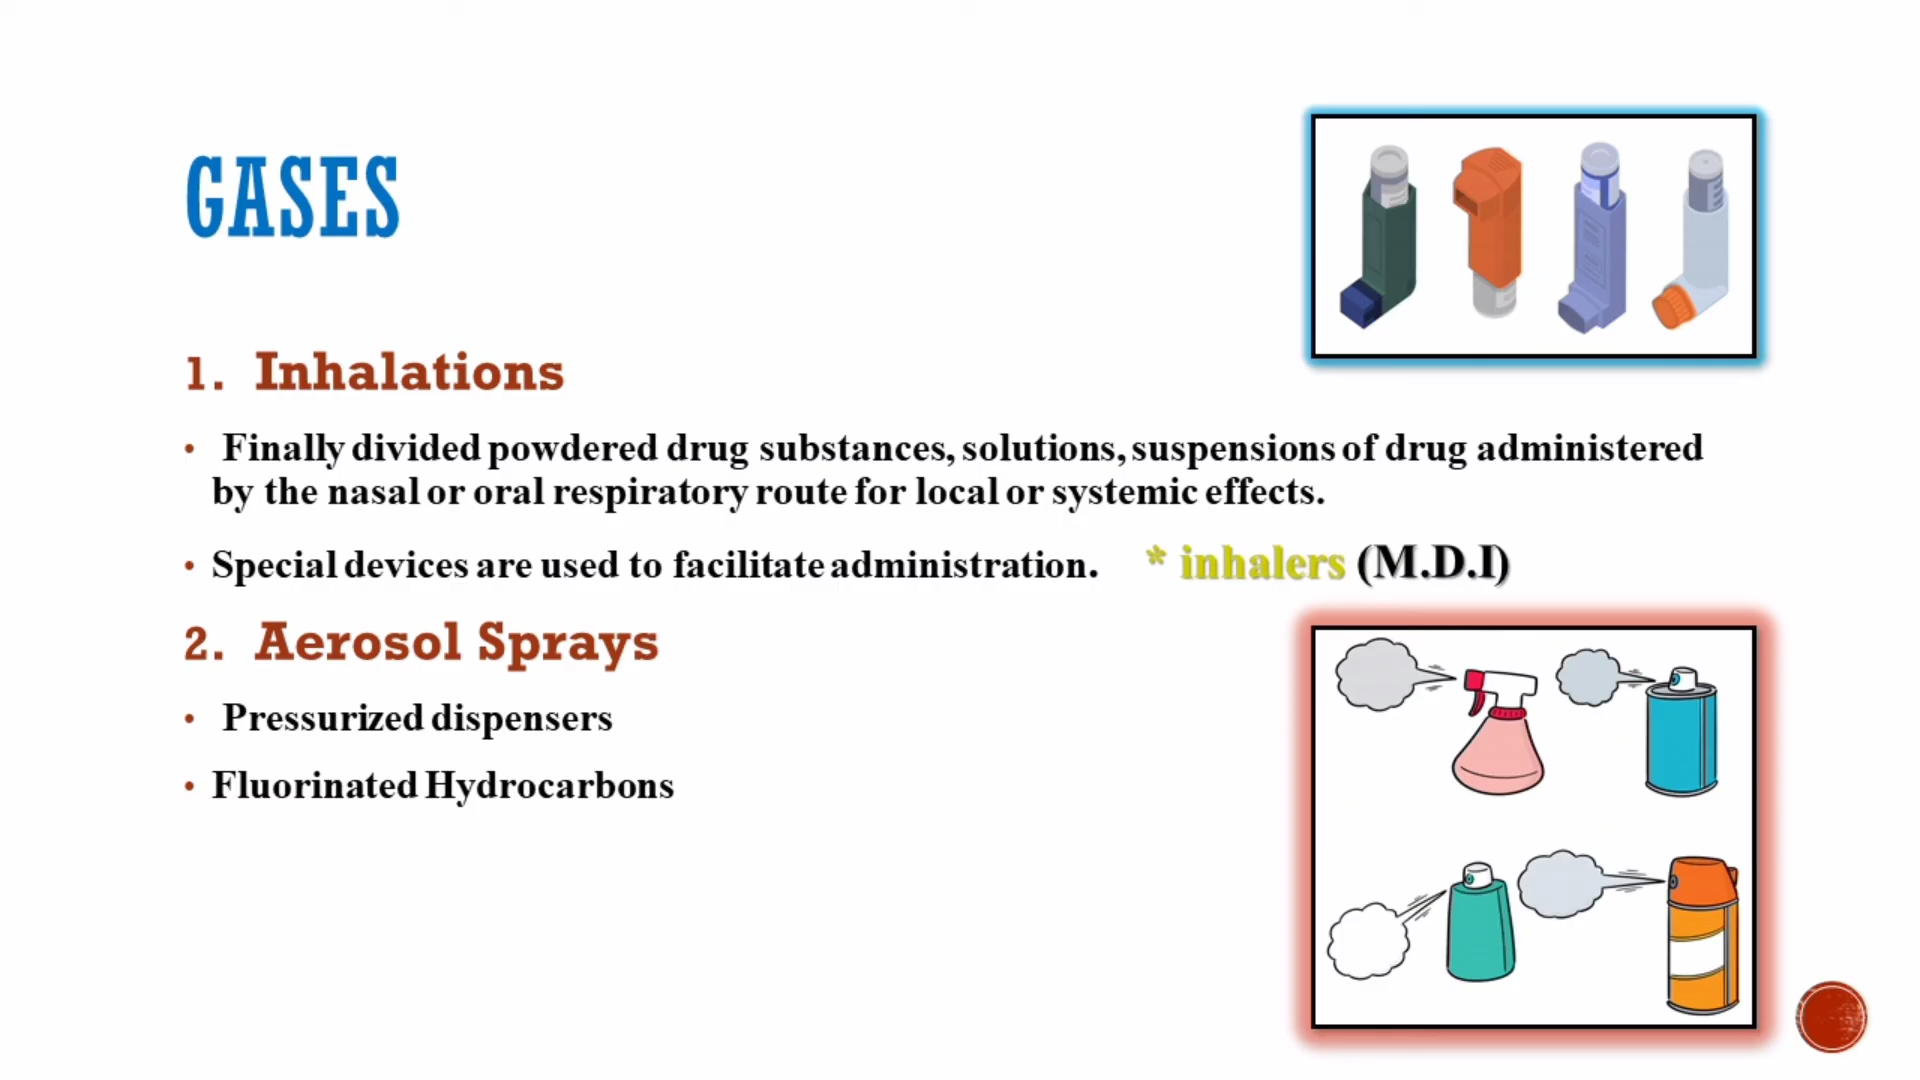 GASES
1. Inhalations
• Finally divided powdered drug substances, solutions, suspensions of drug administered
by the nasal or oral respiratory route for local or systemic effects.
• Special devices are used to facilitate administration. * inhalers (M.D.I)
2. Aerosol Sprays
• Pressurized dispensers
• Fluorinated Hydrocarbons